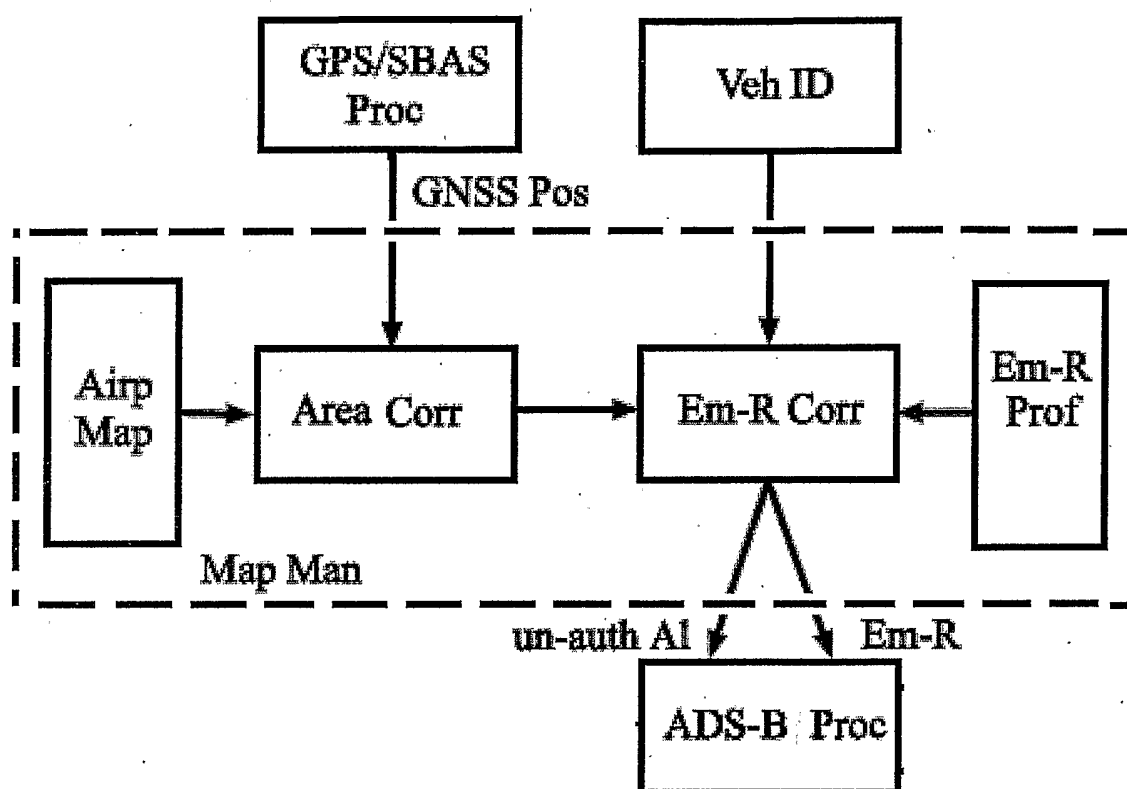 GPS/SBAS
Proc
Veh ID
GNSS Pos
Airp
Map
Area Corr
Em-R Corr
Em-R
Prof
Map Man
un-auth Al
Em-R
ADS-B Proc